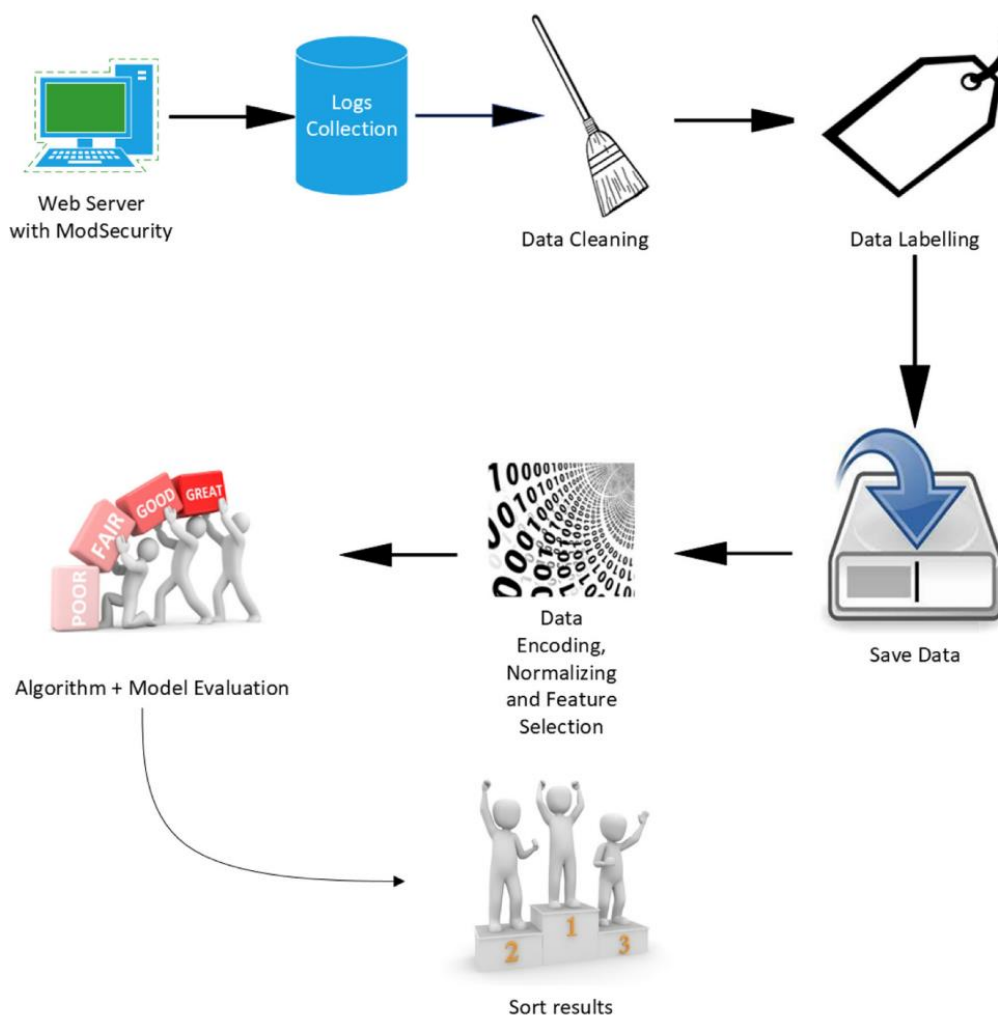 Logs
Collection
Web Server
with ModSecurity
Data Cleaning
Data Labelling
POOR
FAIR
GOOD
GREAT
Algorithm + Model Evaluation
Data
Encoding,
Normalizing
and Feature
Selection
Save Data
2
1
3
Sort results